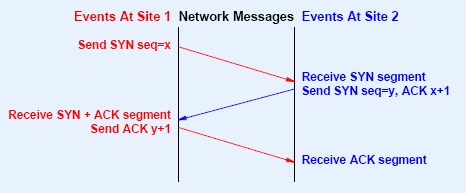 Events At Site 1 Network Messages Events At Site 2
Send SYN seq=x
Receive SYN segment
Send SYN seq=y, ACK x+1
Receive SYN + ACK segment
Send ACK y+1
Receive ACK segment